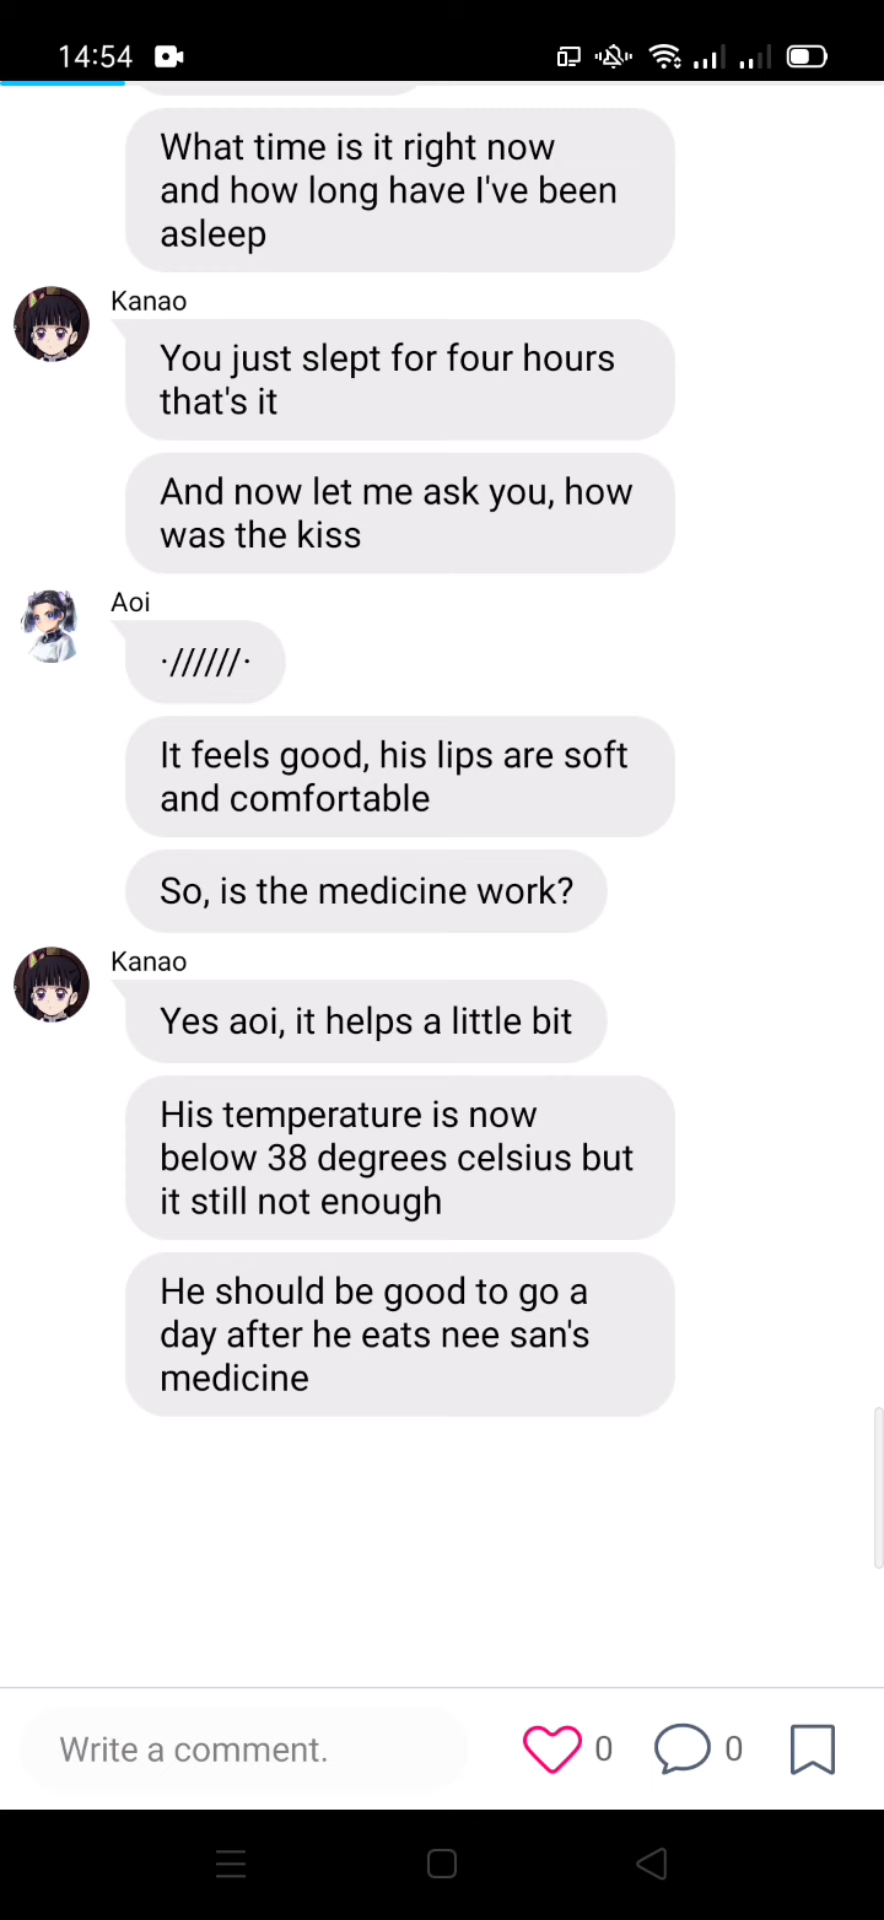 14:54
What time is it right now
and how long have I've been
asleep
Kanao
You just slept for four hours
that's it
And now let me ask you, how
was the kiss
Aoi
·//////·
It feels good, his lips are soft
and comfortable
So, is the medicine work?
Kanao
Yes aoi, it helps a little bit
His temperature is now
below 38 degrees celsius but
it still not enough
He should be good to go a
day after he eats nee san's
medicine
Write a comment.
0
0